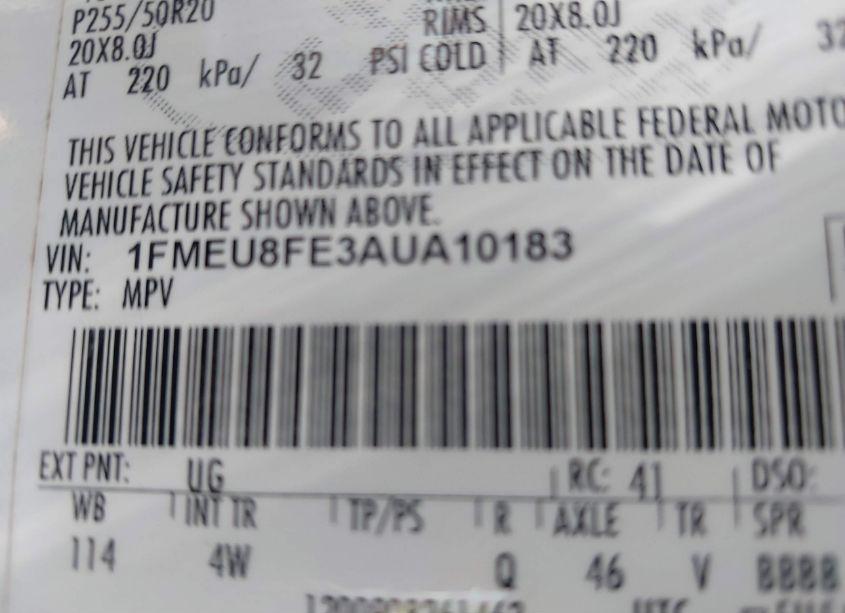 P255/50R20 RIMS 20X8.0J
20X8.0J
AT 220 kPa/ 32 PSI COLD AT 220 kPa/ 32
THIS VEHICLE CONFORMS TO ALL APPLICABLE FEDERAL MOTO
VEHICLE SAFETY STANDARDS IN EFFECT ON THE DATE OF
MANUFACTURE SHOWN ABOVE.
VIN: 1FMEU8FE3AUA10183
TYPE: MPV
EXT PNT: UG RC: 41 DSO:
WB INT TR TP/PS R AXLE TR SPR
114 4W Q 46 V BBBB